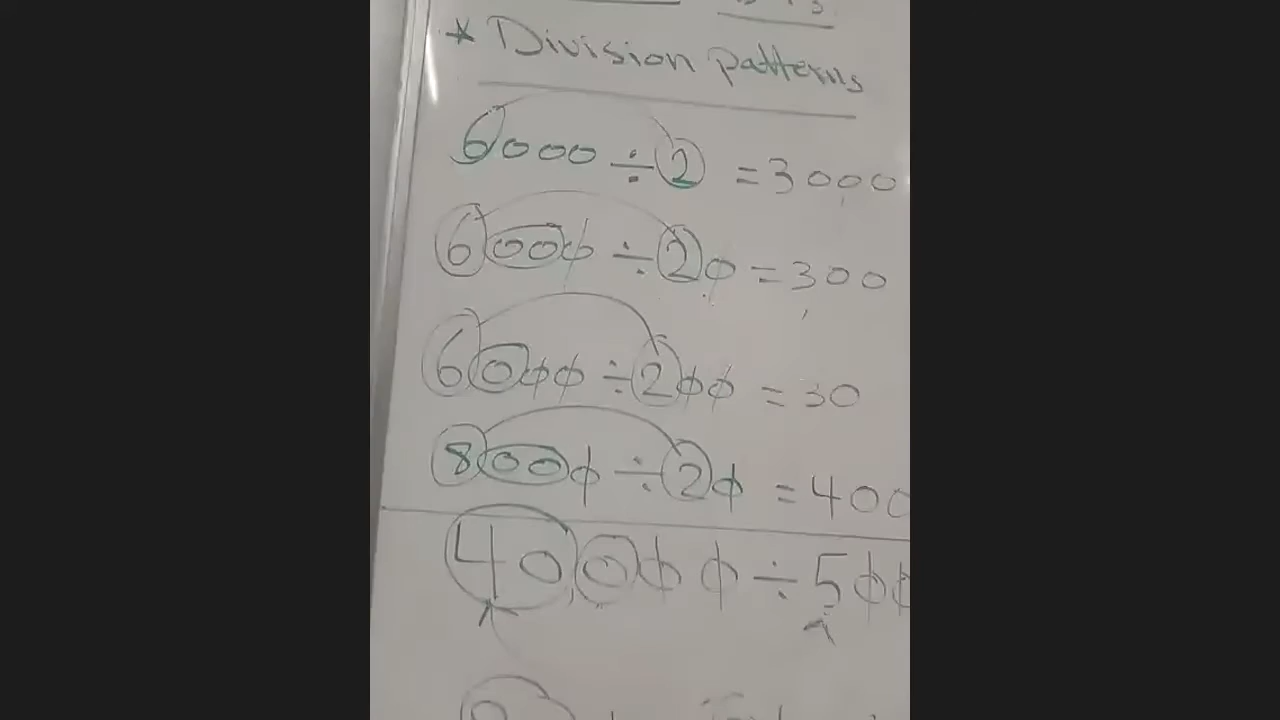 * Division patterns
6000 ÷ 2 = 3000
6000 ÷ 20 = 300
6000 ÷ 200 = 30
8000 ÷ 20 = 400
40000 ÷ 500